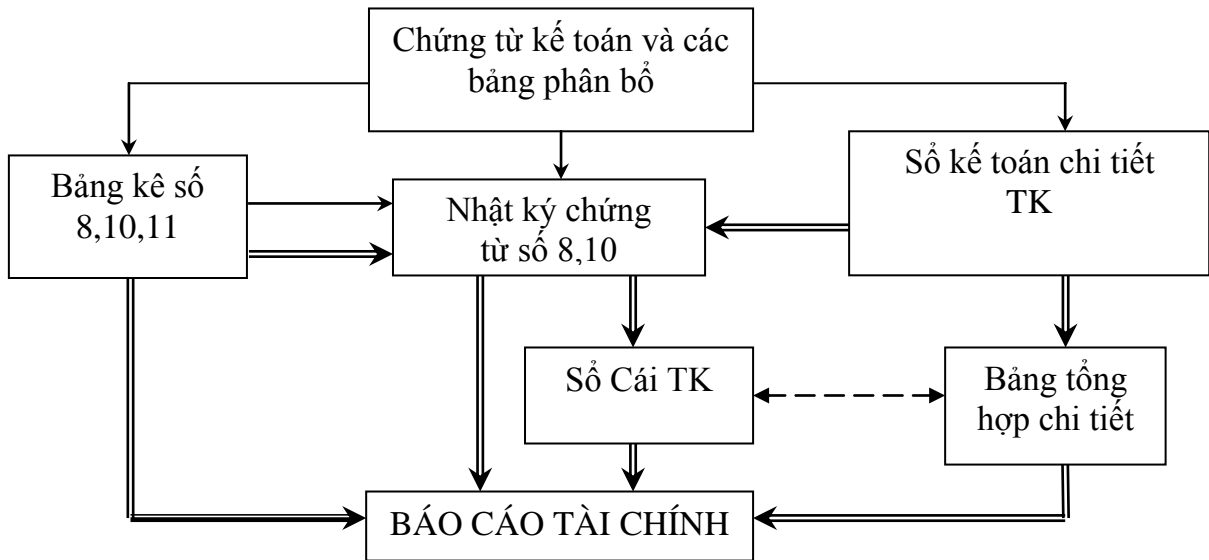 Chứng từ kế toán và các
bảng phân bổ
Bảng kê số
8,10,11
Nhật ký chứng
từ số 8,10
Sổ kế toán chi tiết
TK
Sổ Cái TK
Bảng tổng
hợp chi tiết
BÁO CÁO TÀI CHÍNH